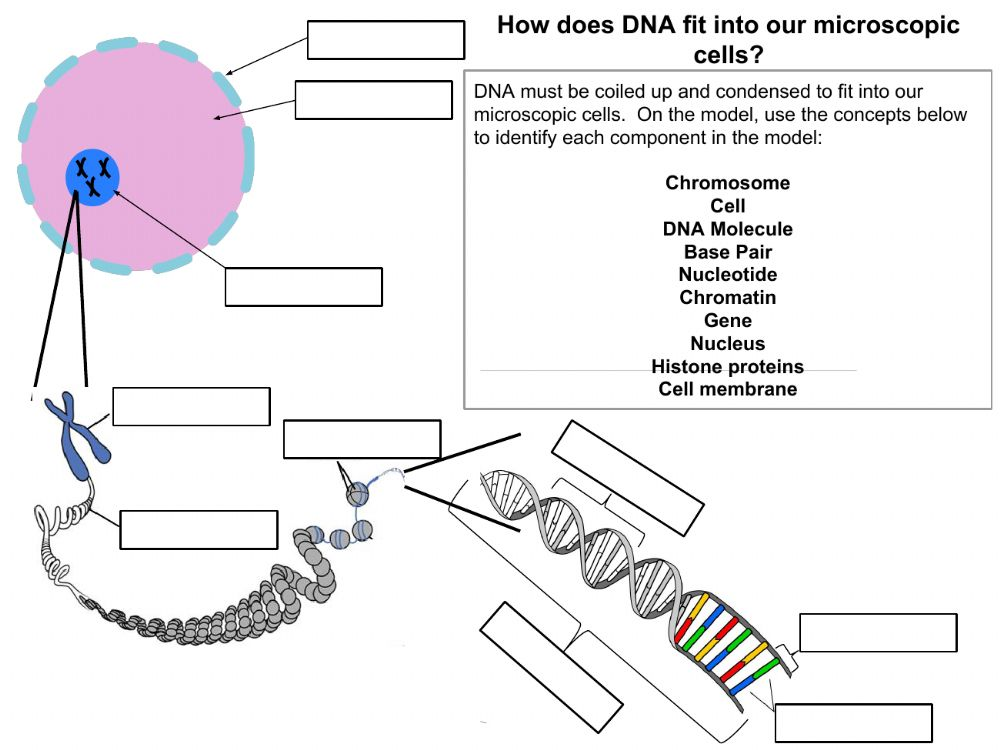 How does DNA fit into our microscopic
cells?
DNA must be coiled up and condensed to fit into our
microscopic cells.  On the model, use the concepts below
to identify each component in the model:
Chromosome
Cell
DNA Molecule
Base Pair
Nucleotide
Chromatin
Gene
Nucleus
Histone proteins
Cell membrane